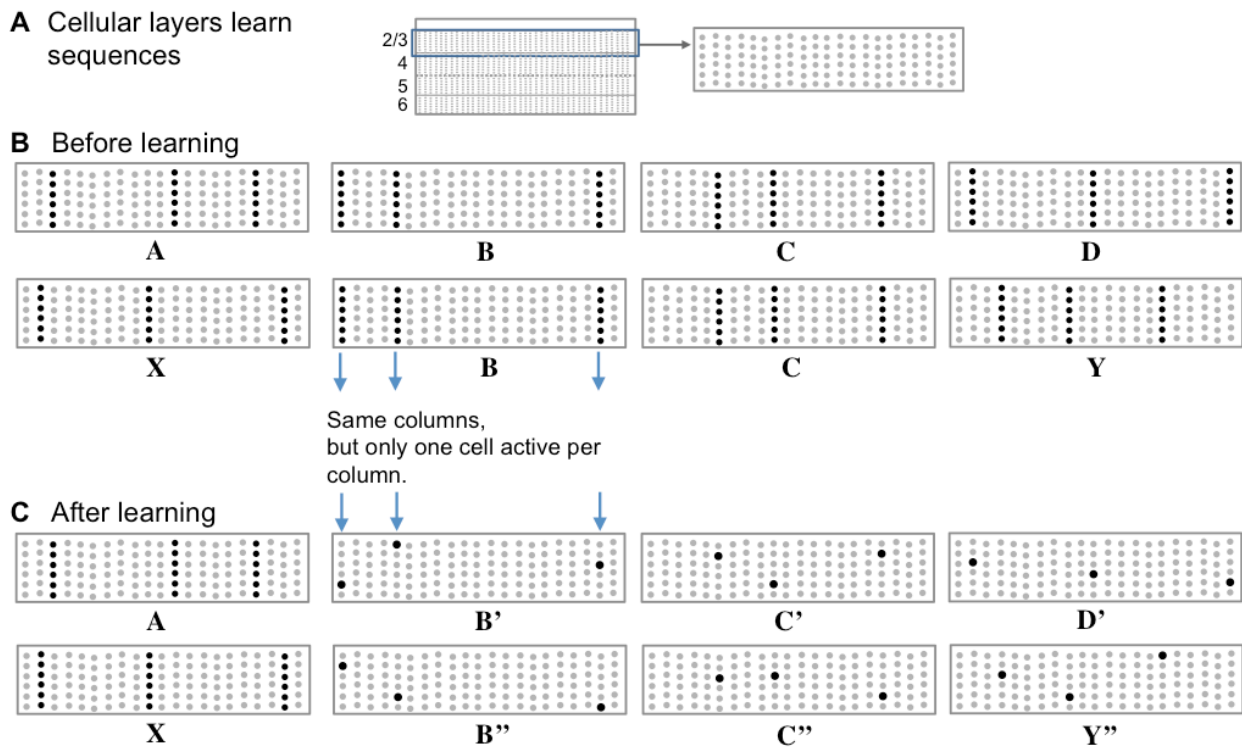 A Cellular layers learn
sequences
2/3
4
5
6
B Before learning
A
B
C
D
X
B
C
Y
Same columns,
but only one cell active per
column.
C After learning
A
B’
C’
D’
X
B”
C”
Y”